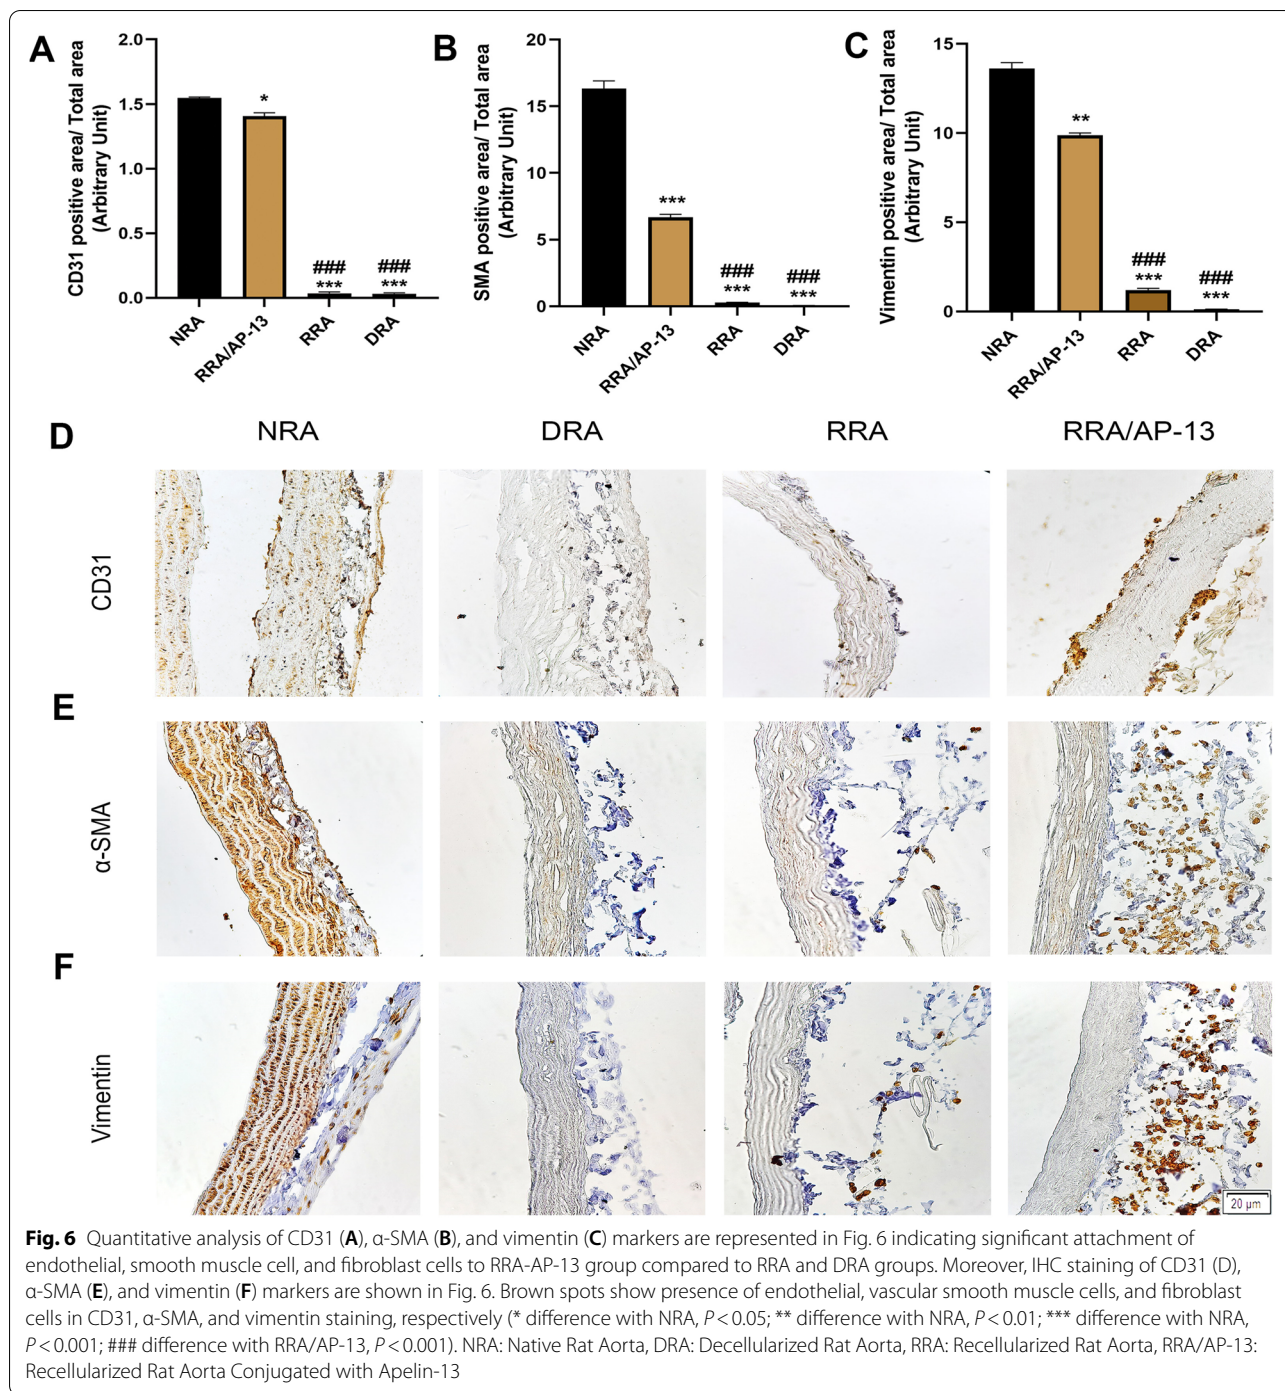 A
CD31 positive area/ Total area
(Arbitrary Unit)
2.0
1.5
1.0
0.5
0.0
*
###
***
###
***
NRA
RRA/AP-13
RRA
DRA
B
SMA positive area/ Total area
(Arbitrary Unit)
20
15
10
5
0
***
###
***
###
***
NRA
RRA/AP-13
RRA
DRA
C
Vimentin positive area/ Total area
(Arbitrary Unit)
15
10
5
0
**
###
***
###
***
NRA
RRA/AP-13
RRA
DRA
D
NRA
DRA
RRA
RRA/AP-13
CD31
E
α-SMA
F
Vimentin
20 µm
Fig. 6 Quantitative analysis of CD31 (A), α-SMA (B), and vimentin (C) markers are represented in Fig. 6 indicating significant attachment of
endothelial, smooth muscle cell, and fibroblast cells to RRA-AP-13 group compared to RRA and DRA groups. Moreover, IHC staining of CD31 (D),
α-SMA (E), and vimentin (F) markers are shown in Fig. 6. Brown spots show presence of endothelial, vascular smooth muscle cells, and fibroblast
cells in CD31, α-SMA, and vimentin staining, respectively (* difference with NRA, P < 0.05; ** difference with NRA, P < 0.01; *** difference with NRA,
P < 0.001; ### difference with RRA/AP-13, P < 0.001). NRA: Native Rat Aorta, DRA: Decellularized Rat Aorta, RRA: Recellularized Rat Aorta, RRA/AP-13:
Recellularized Rat Aorta Conjugated with Apelin-13